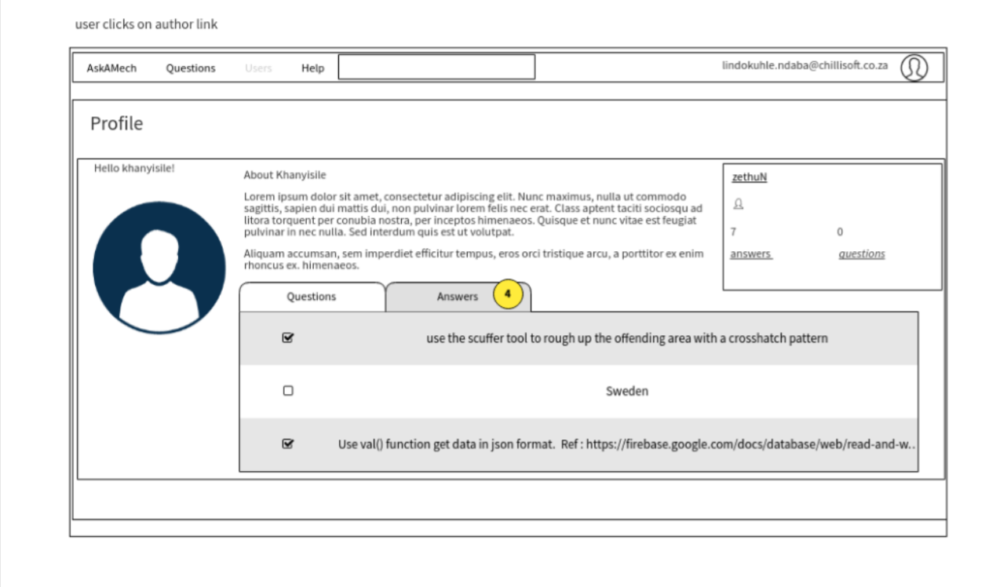 user clicks on author link
AskAMech Questions Users Help lindokuhle.ndaba@chillisoft.co.za
Profile
Hello khanyisile!
About Khanyisile
Lorem ipsum dolor sit amet, consectetur adipiscing elit. Nunc maximus, nulla ut commodo
sagittis, sapien dui mattis dui, non pulvinar lorem felis nec erat. Class aptent taciti sociosqu ad
litora torquent per conubia nostra, per inceptos himenaeos. Quisque et nunc vitae est feugiat
pulvinar in nec nulla. Sed interdum quis est ut volutpat.
Aliquam accumsan, sem imperdiet efficitur tempus, eros orci tristique arcu, a porttitor ex enim
rhoncus ex. himenaeos.
zethuN
7 0
answers questions
Questions Answers 4
use the scuffer tool to rough up the offending area with a crosshatch pattern
Sweden
Use val() function get data in json format. Ref : https://firebase.google.com/docs/database/web/read-and-w..